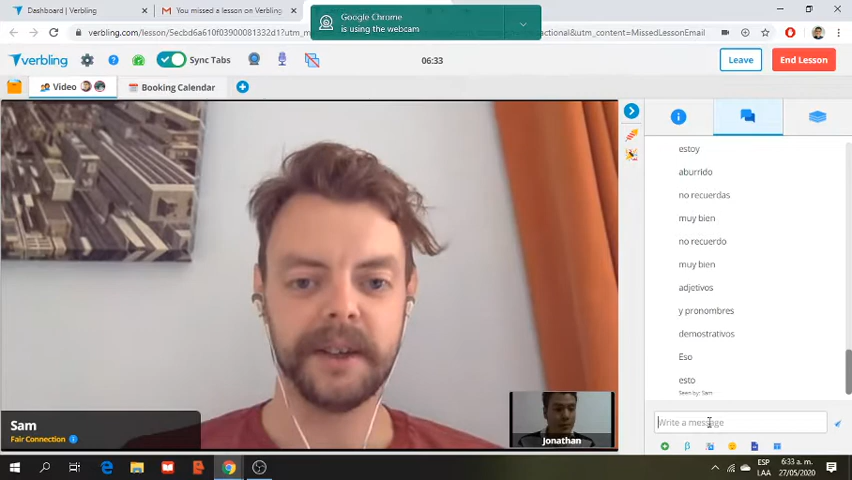 Dashboard | Verbling
You missed a lesson on Verbling
Google Chrome
is using the webcam
verbling.com/lesson/5ecbd6a610f03900081332d1?utm_m
actional&utm_content=MissedLessonEmail
verbling
Sync Tabs
06:33
Leave
End Lesson
Video
Booking Calendar
estoy
aburrido
no recuerdas
muy bien
no recuerdo
muy bien
adjetivos
y pronombres
demostrativos
Eso
esto
Seen by: Sam
Write a message
Sam
Fair Connection
Jonathan
ESP
LAA
6:33 a. m.
27/05/2020